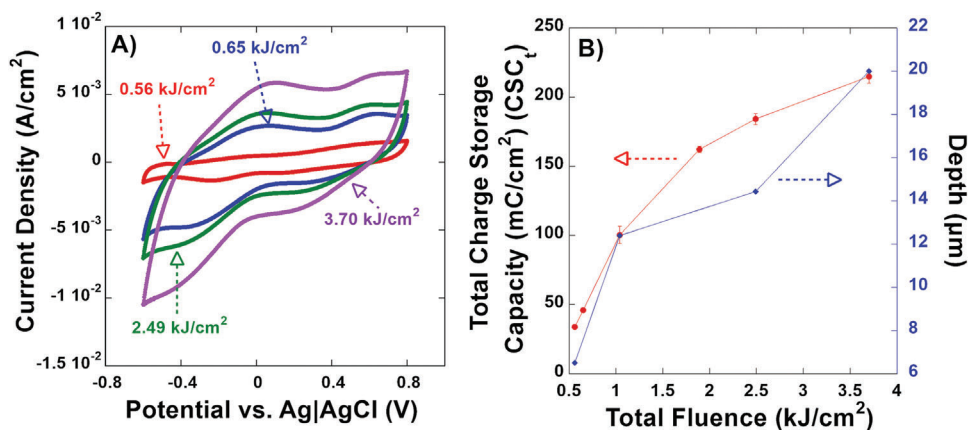 A)
1 10⁻²
5 10⁻³
0
-5 10⁻³
-1 10⁻²
-1.5 10⁻²
Current Density (A/cm²)
0.56 kJ/cm²
0.65 kJ/cm²
3.70 kJ/cm²
2.49 kJ/cm²
-0.8
-0.4
0
0.4
0.8
Potential vs. Ag|AgCl (V)
B)
250
200
150
100
50
0
Total Charge Storage
Capacity (mC/cm²) (CSCₜ)
22
20
18
16
14
12
10
8
6
Depth (μm)
0.5
1
1.5
2
2.5
3
3.5
4
Total Fluence (kJ/cm²)